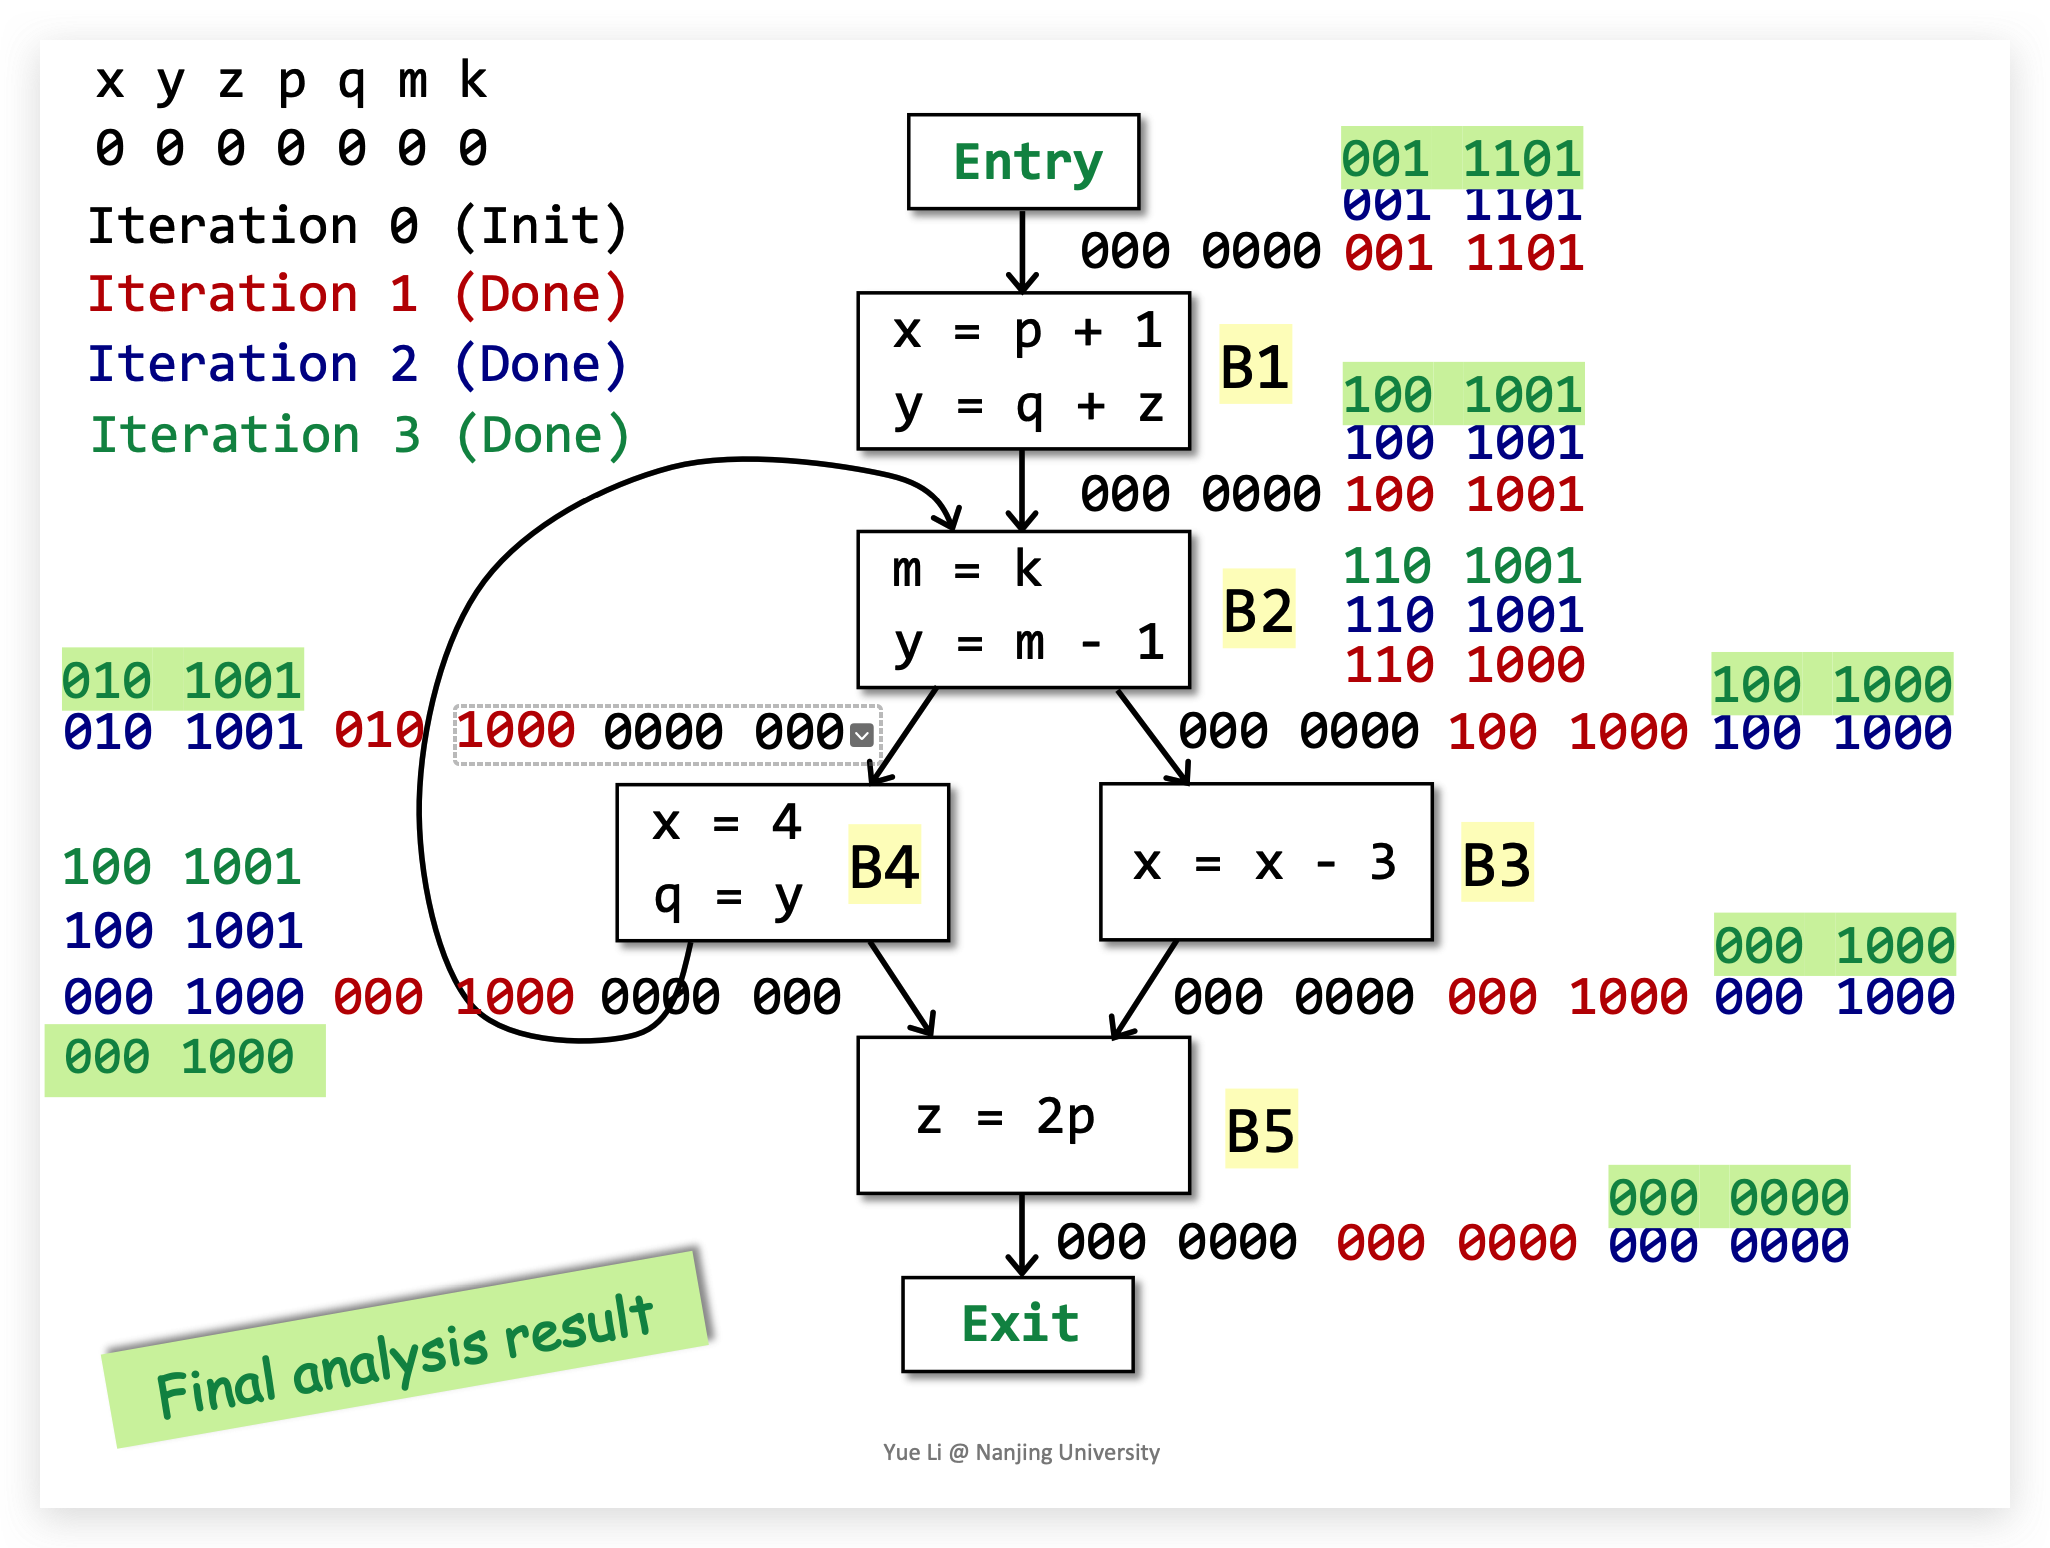 x y z p q m k
0 0 0 0 0 0 0
Iteration 0 (Init)
Iteration 1 (Done)
Iteration 2 (Done)
Iteration 3 (Done)
Entry
001 1101
001 1101
000 0000 001 1101
x = p + 1
y = q + z
B1
100 1001
100 1001
000 0000 100 1001
m = k
y = m - 1
B2
110 1001
110 1001
110 1000
010 1001
010 1001 010 1000 0000 000
100 1000
000 0000 100 1000 100 1000
x = 4
q = y
B4
x = x - 3
B3
100 1001
100 1001
000 1000 000 1000 0000 000
000 1000
000 1000
000 0000 000 1000 000 1000
z = 2p
B5
000 0000
000 0000 000 0000 000 0000
Exit
Final analysis result
Yue Li @ Nanjing University